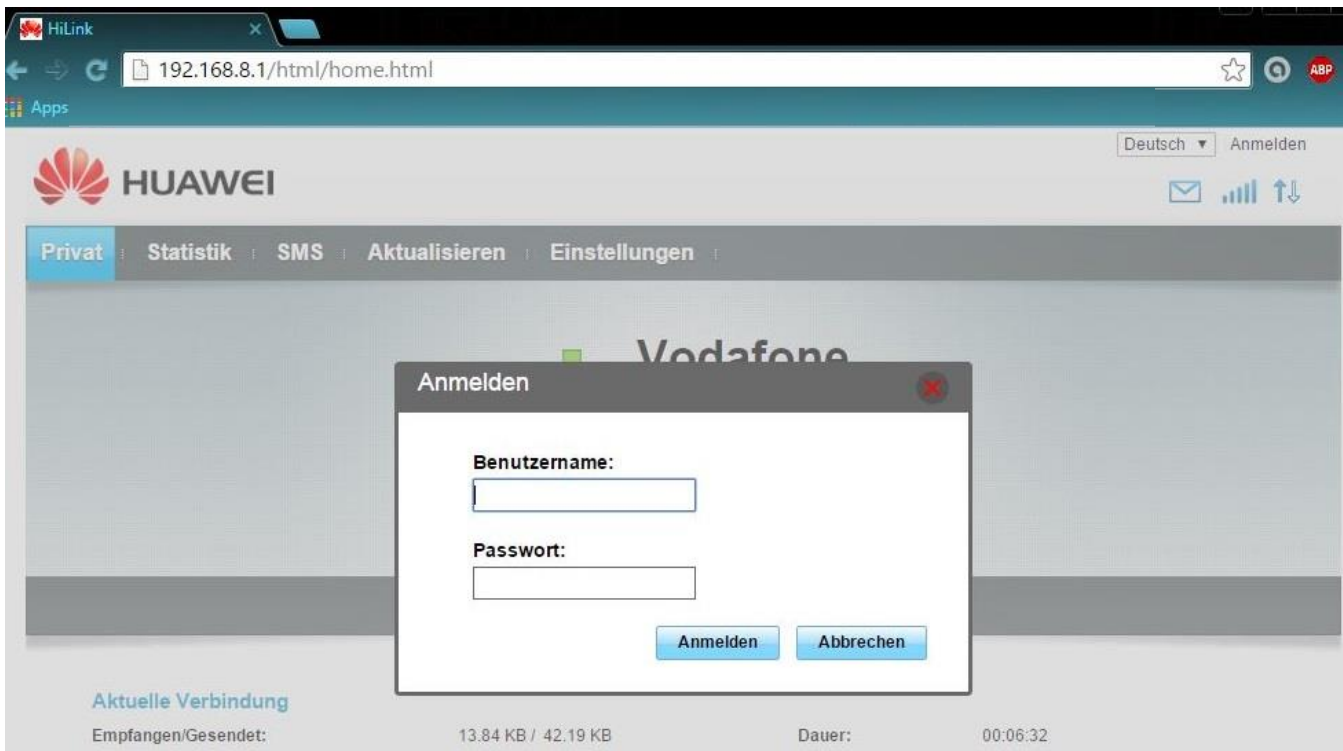 HiLink
192.168.8.1/html/home.html
ABP
Apps
Deutsch Anmelden
HUAWEI
Privat Statistik SMS Aktualisieren Einstellungen
Vodafone
Anmelden
Benutzername:
Passwort:
Anmelden Abbrechen
Aktuelle Verbindung
Empfangen/Gesendet: 13.84 KB / 42.19 KB Dauer: 00:06:32